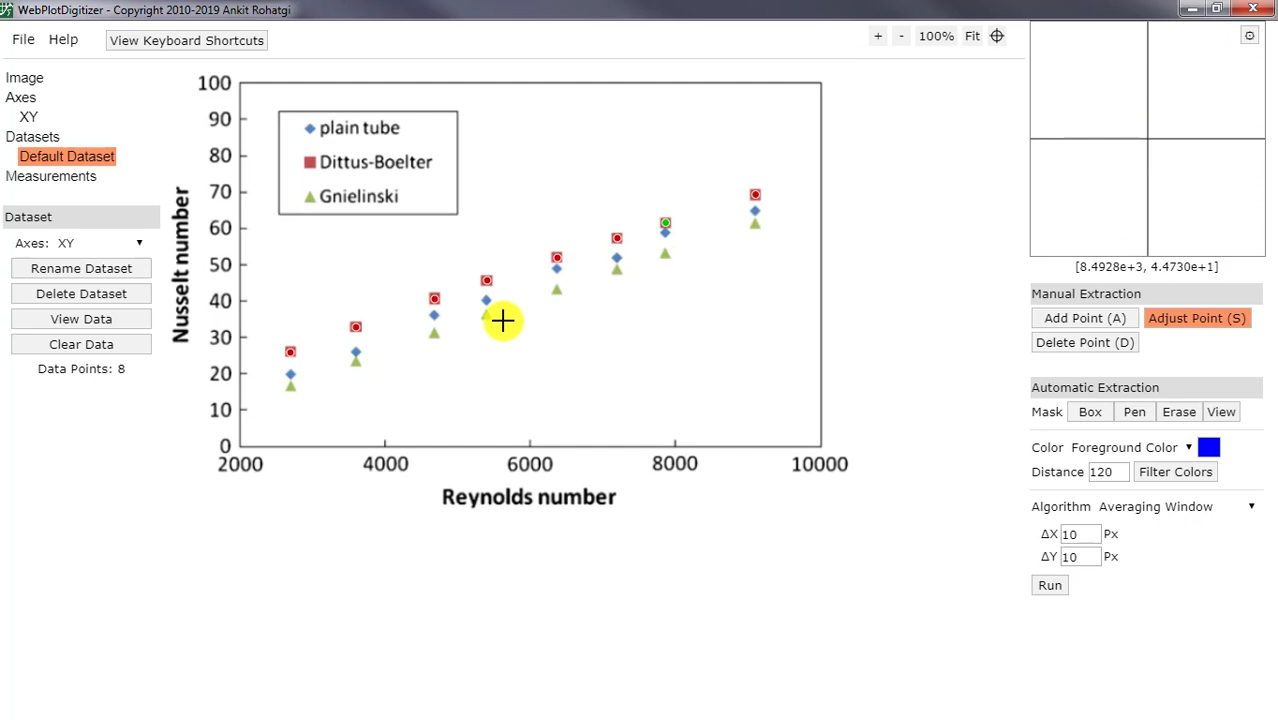 WebPlotDigitizer - Copyright 2010-2019 Ankit Rohatgi
File Help View Keyboard Shortcuts + - 100% Fit
Image
Axes
XY
Datasets
Default Dataset
Measurements
Dataset
Axes: XY
Rename Dataset
Delete Dataset
View Data
Clear Data
Data Points: 8
Nusselt number
100
90
80
70
60
50
40
30
20
10
0
plain tube
Dittus-Boelter
Gnielinski
2000 4000 6000 8000 10000
Reynolds number
[8.4928e+3, 4.4730e+1]
Manual Extraction
Add Point (A) Adjust Point (S)
Delete Point (D)
Automatic Extraction
Mask Box Pen Erase View
Color Foreground Color
Distance 120 Filter Colors
Algorithm Averaging Window
ΔX 10 Px
ΔY 10 Px
Run